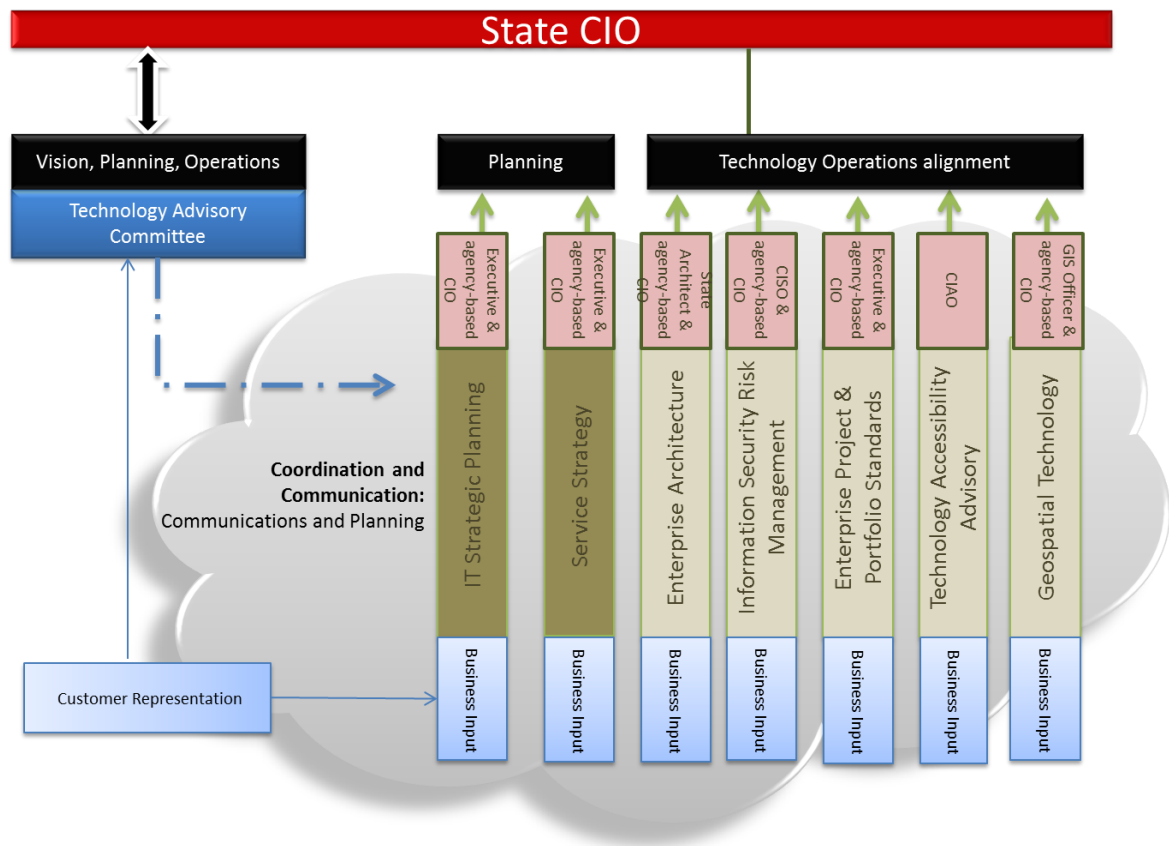 State CIO
Vision, Planning, Operations
Technology Advisory
Committee
Planning
Technology Operations alignment
Executive &
agency-based
CIO
Executive &
agency-based
CIO
State
Architect &
agency-based
CIO
CISO &
agency-based
CIO
Executive &
agency-based
CIO
CIAO
GIS Officer &
agency-based
CIO
Coordination and
Communication:
Communications and Planning
IT Strategic Planning
Service Strategy
Enterprise Architecture
Information Security Risk
Management
Enterprise Project &
Portfolio Standards
Technology Accessibility
Advisory
Geospatial Technology
Customer Representation
Business Input
Business Input
Business Input
Business Input
Business Input
Business Input
Business Input